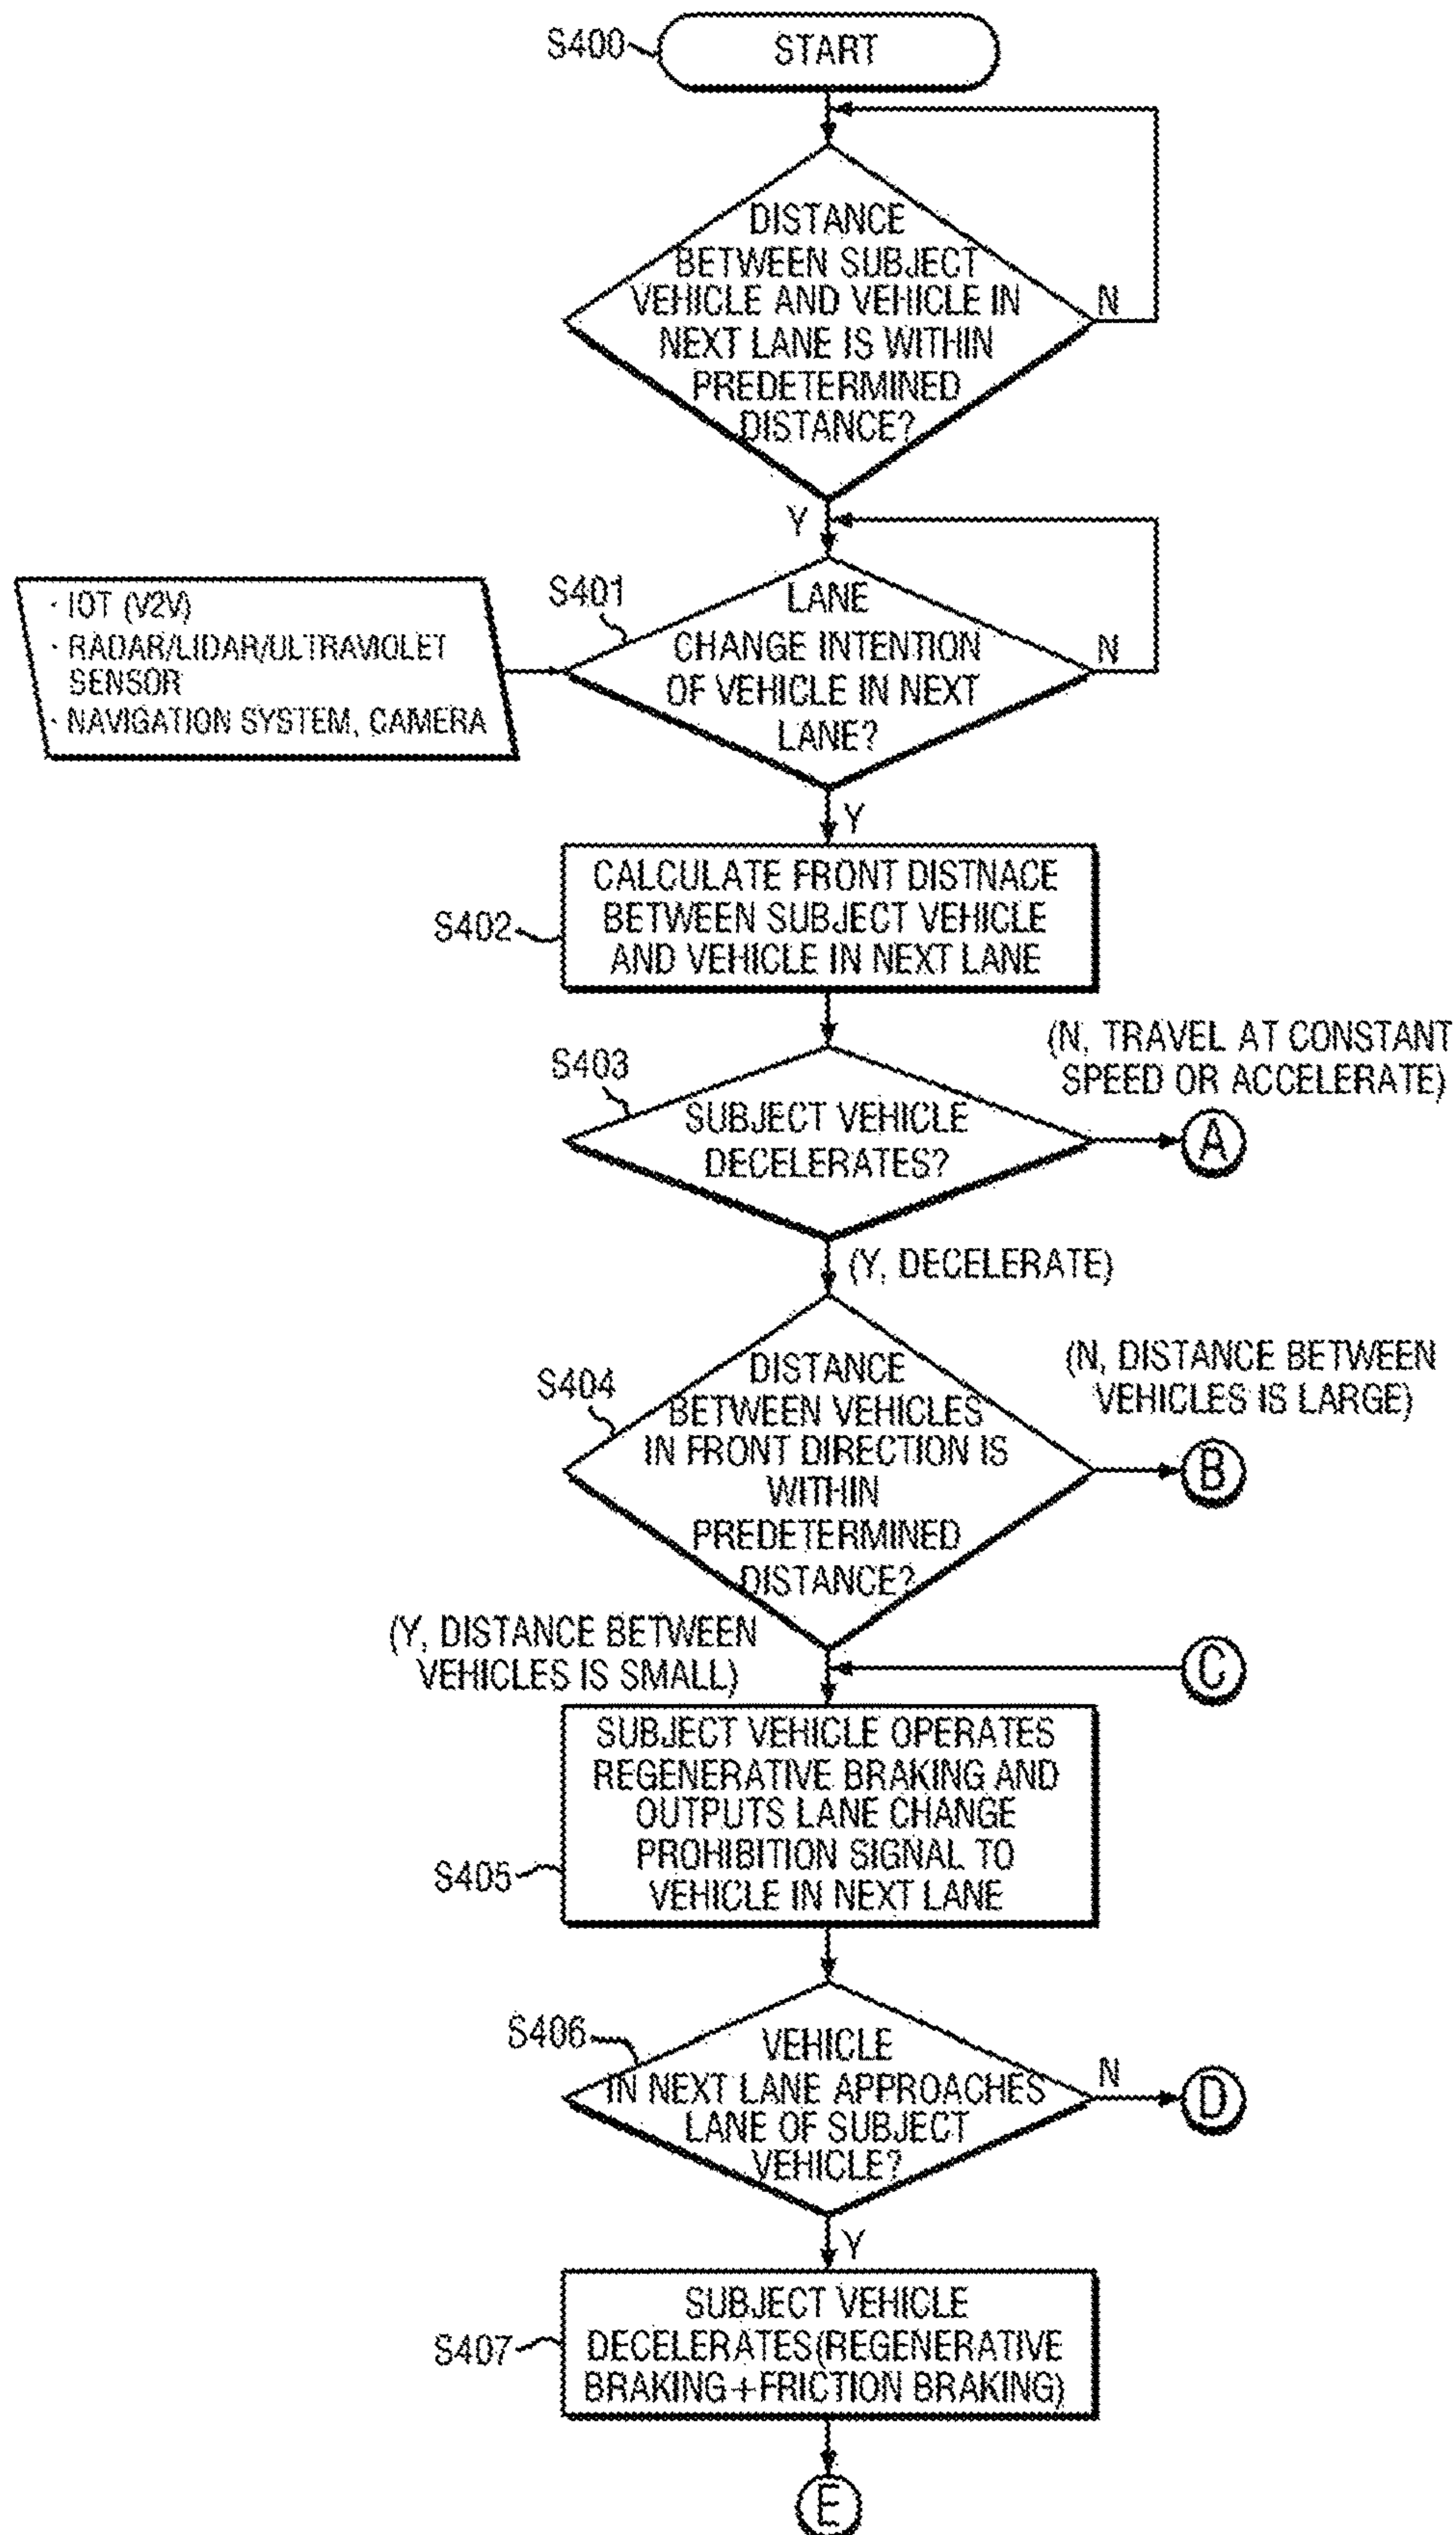 S400
START
DISTANCE
BETWEEN SUBJECT
VEHICLE AND VEHICLE IN
NEXT LANE IS WITHIN
PREDETERMINED
DISTANCE?
N
Y
· IOT (V2V)
· RADAR/LIDAR/ULTRAVIOLET
SENSOR
· NAVIGATION SYSTEM, CAMERA
S401
LANE
CHANGE INTENTION
OF VEHICLE IN NEXT
LANE?
N
Y
S402
CALCULATE FRONT DISTNACE
BETWEEN SUBJECT VEHICLE
AND VEHICLE IN NEXT LANE
S403
SUBJECT VEHICLE
DECELERATES?
(N, TRAVEL AT CONSTANT
SPEED OR ACCELERATE)
A
(Y, DECELERATE)
S404
DISTANCE
BETWEEN VEHICLES
IN FRONT DIRECTION IS
WITHIN
PREDETERMINED
DISTANCE?
(N, DISTANCE BETWEEN
VEHICLES IS LARGE)
B
(Y, DISTANCE BETWEEN
VEHICLES IS SMALL)
C
S405
SUBJECT VEHICLE OPERATES
REGENERATIVE BRAKING AND
OUTPUTS LANE CHANGE
PROHIBITION SIGNAL TO
VEHICLE IN NEXT LANE
S406
VEHICLE
IN NEXT LANE APPROACHES
LANE OF SUBJECT
VEHICLE?
N
D
Y
S407
SUBJECT VEHICLE
DECELERATES(REGENERATIVE
BRAKING+FRICTION BRAKING)
E